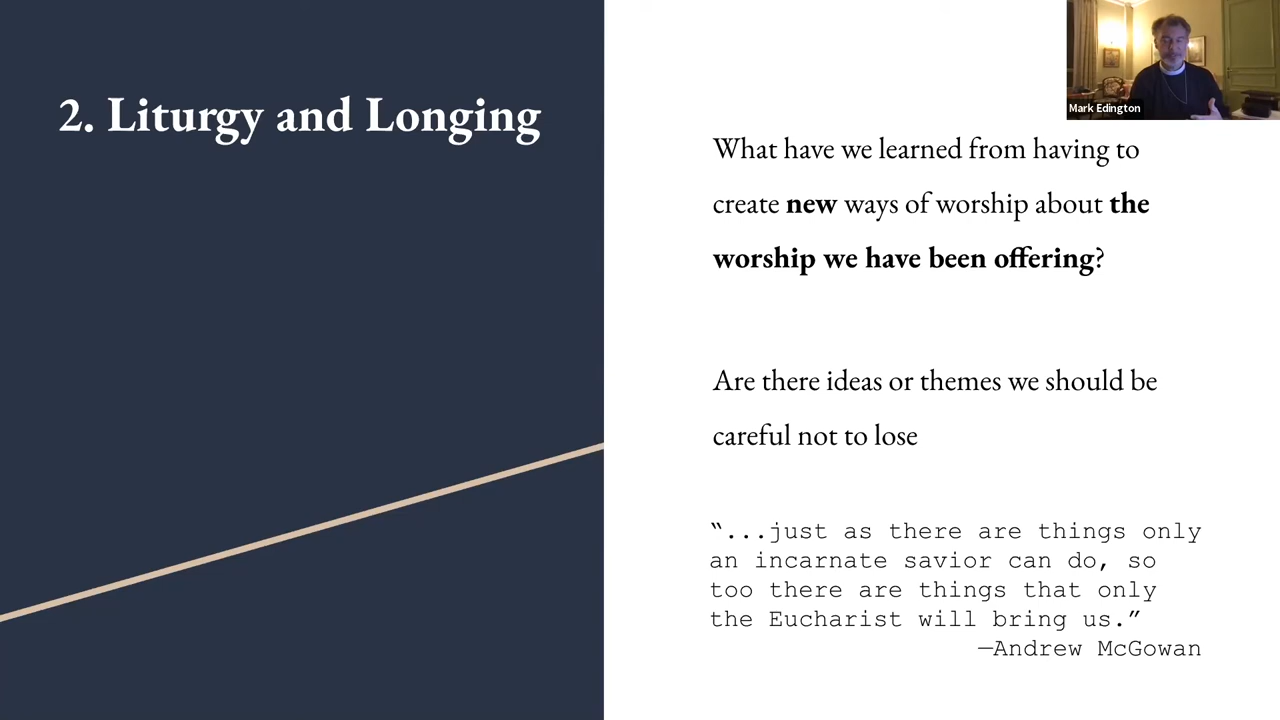 2. Liturgy and Longing
Mark Edington
What have we learned from having to
create new ways of worship about the
worship we have been offering?
Are there ideas or themes we should be
careful not to lose
“...just as there are things only
an incarnate savior can do, so
too there are things that only
the Eucharist will bring us.”
—Andrew McGowan